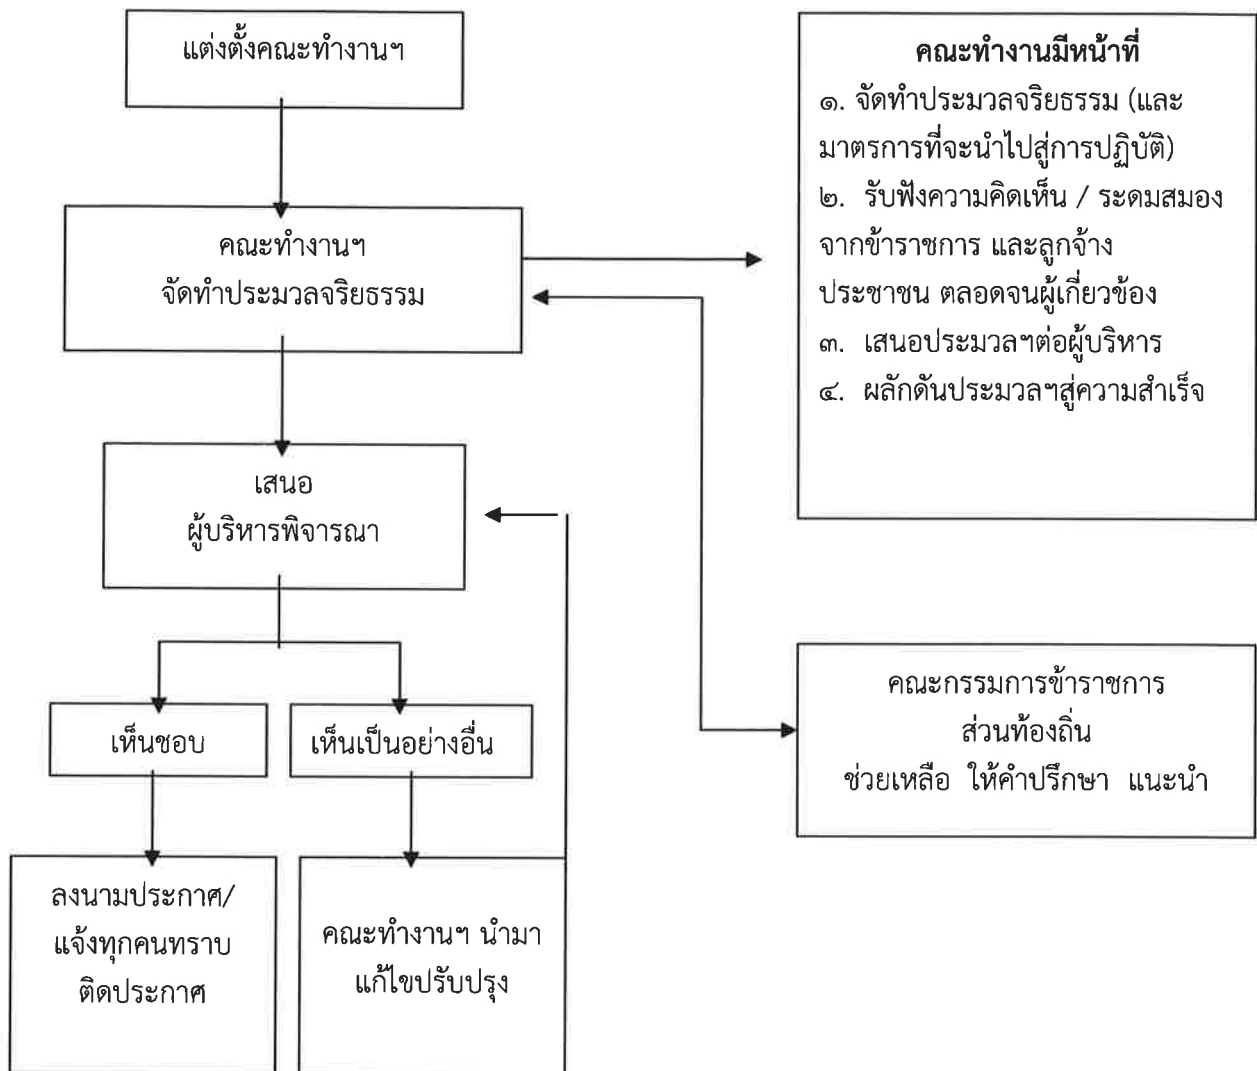 แต่งตั้งคณะทำงานฯ
คณะทำงานฯ
จัดทำประมวลจริยธรรม
เสนอ
ผู้บริหารพิจารณา
เห็นชอบ
เห็นเป็นอย่างอื่น
ลงนามประกาศ/
แจ้งทุกคนทราบ
ติดประกาศ
คณะทำงานฯ นำมา
แก้ไขปรับปรุง
คณะทำงานมีหน้าที่
๑. จัดทำประมวลจริยธรรม (และ
มาตรการที่จะนำไปสู่การปฏิบัติ)
๒. รับฟังความคิดเห็น / ระดมสมอง
จากข้าราชการ และลูกจ้าง
ประชาชน ตลอดจนผู้เกี่ยวข้อง
๓. เสนอประมวลฯต่อผู้บริหาร
๔. ผลักดันประมวลฯสู่ความสำเร็จ
คณะกรรมการข้าราชการ
ส่วนท้องถิ่น
ช่วยเหลือ ให้คำปรึกษา แนะนำ